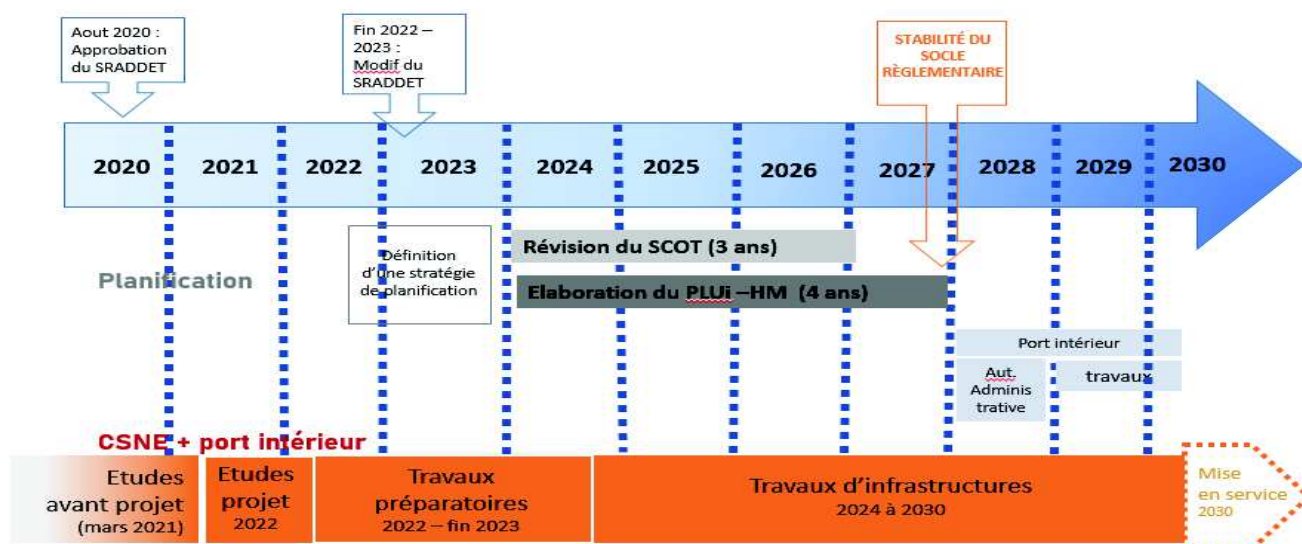 Aout 2020 :
Approbation
du SRADDET
Fin 2022 –
2023 :
Modif du
SRADDET
STABILITÉ DU
SOCLE
RÈGLEMENTAIRE
2020 2021 2022 2023 2024 2025 2026 2027 2028 2029 2030
Planification
Définition
d’une stratégie
de planification
Révision du SCOT (3 ans)
Elaboration du PLUi –HM (4 ans)
Port intérieur
Aut.
Adminis
trative
travaux
CSNE + port intérieur
Etudes
avant projet
(mars 2021)
Etudes
projet
2022
Travaux
préparatoires
2022 – fin 2023
Travaux d’infrastructures
2024 à 2030
Mise
en service
2030